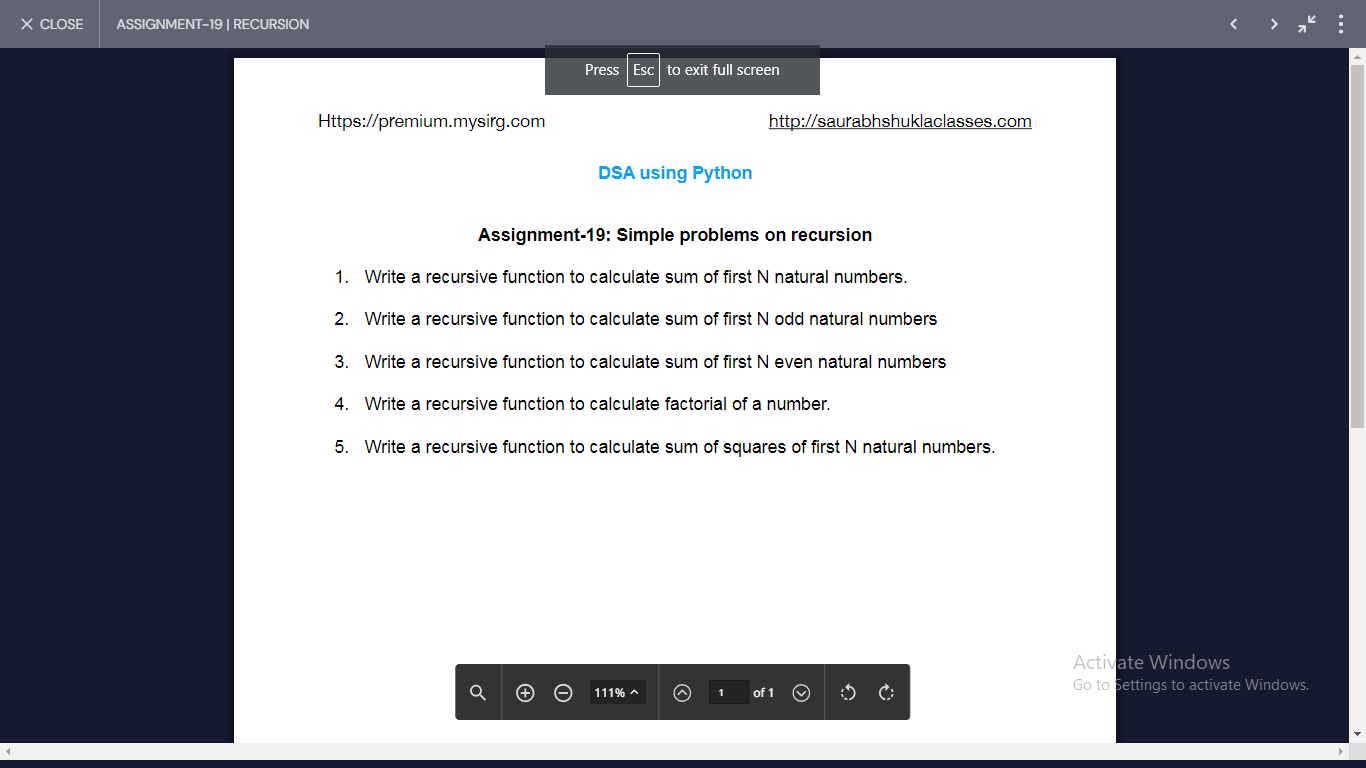 CLOSE ASSIGNMENT-19 | RECURSION
Press Esc to exit full screen
Https://premium.mysirg.com http://saurabhshuklaclasses.com
DSA using Python
Assignment-19: Simple problems on recursion
1. Write a recursive function to calculate sum of first N natural numbers.
2. Write a recursive function to calculate sum of first N odd natural numbers
3. Write a recursive function to calculate sum of first N even natural numbers
4. Write a recursive function to calculate factorial of a number.
5. Write a recursive function to calculate sum of squares of first N natural numbers.
Activate Windows
Go to Settings to activate Windows.
111% 1 of 1